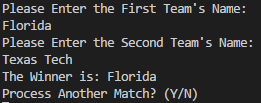 Please Enter the First Team's Name:
Florida
Please Enter the Second Team's Name:
Texas Tech
The Winner is: Florida
Process Another Match? (Y/N)